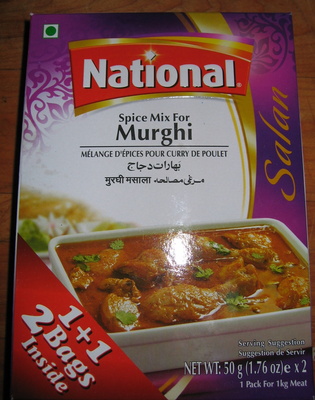 National
Spice Mix For
Murghi
MÉLANGE D'ÉPICES POUR CURRY DE POULET
بهارات دجاج
मुरघी मसाला مرغی مصالحہ
Salan
1+1
2 Bags
Inside
Serving Suggestion
Suggestion de Servir
NET WT: 50 g (1.76 oz) e x 2
1 Pack For 1kg Meat